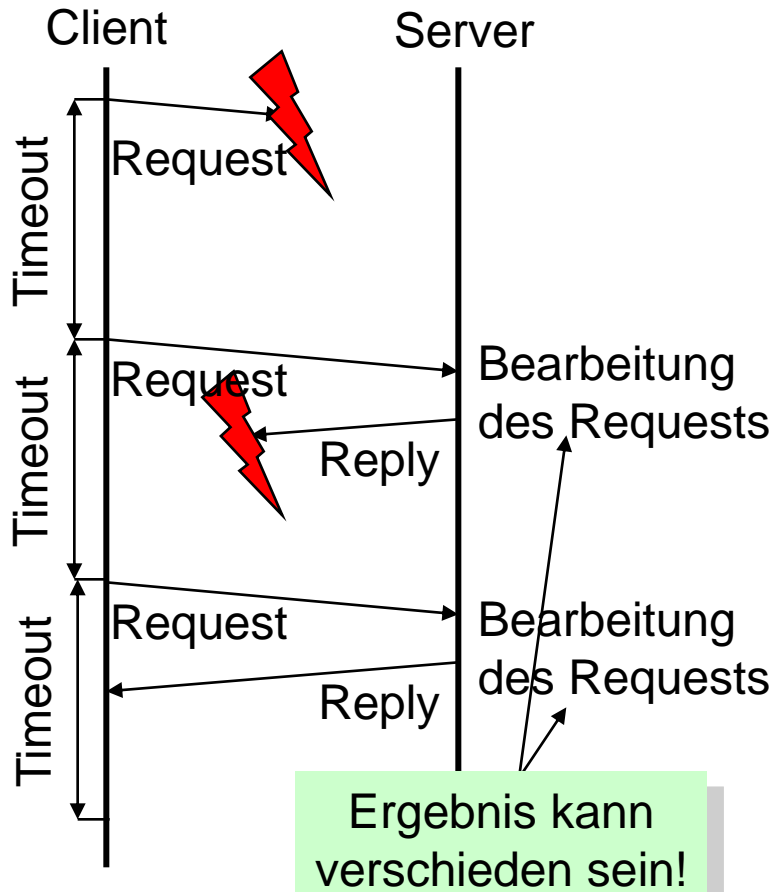 Client
Server
Timeout
Request
Timeout
Request
Bearbeitung
des Requests
Reply
Timeout
Request
Bearbeitung
des Requests
Reply
Ergebnis kann
verschieden sein!